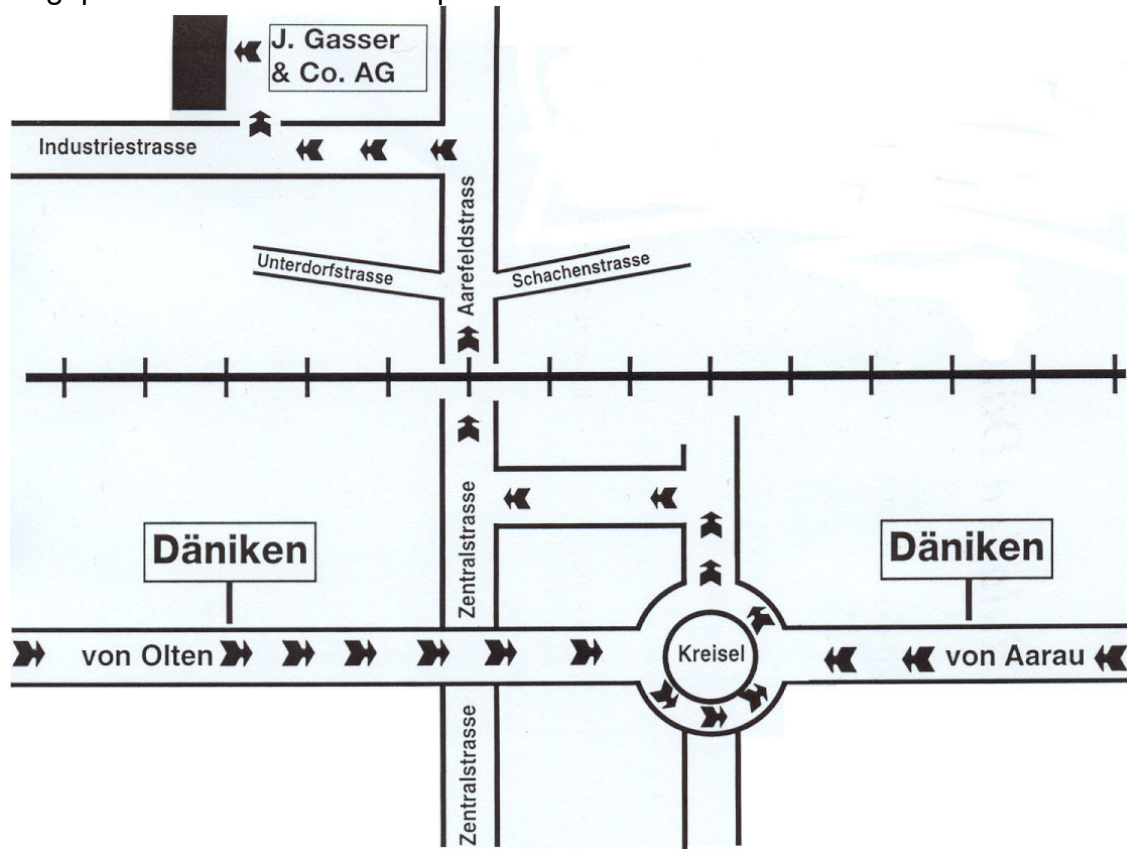 J. Gasser
& Co. AG
Industriestrasse
Aarefeldstrass
Unterdorfstrasse
Schachenstrasse
Zentralstrasse
Däniken
Däniken
von Olten
Kreisel
von Aarau
Zentralstrasse